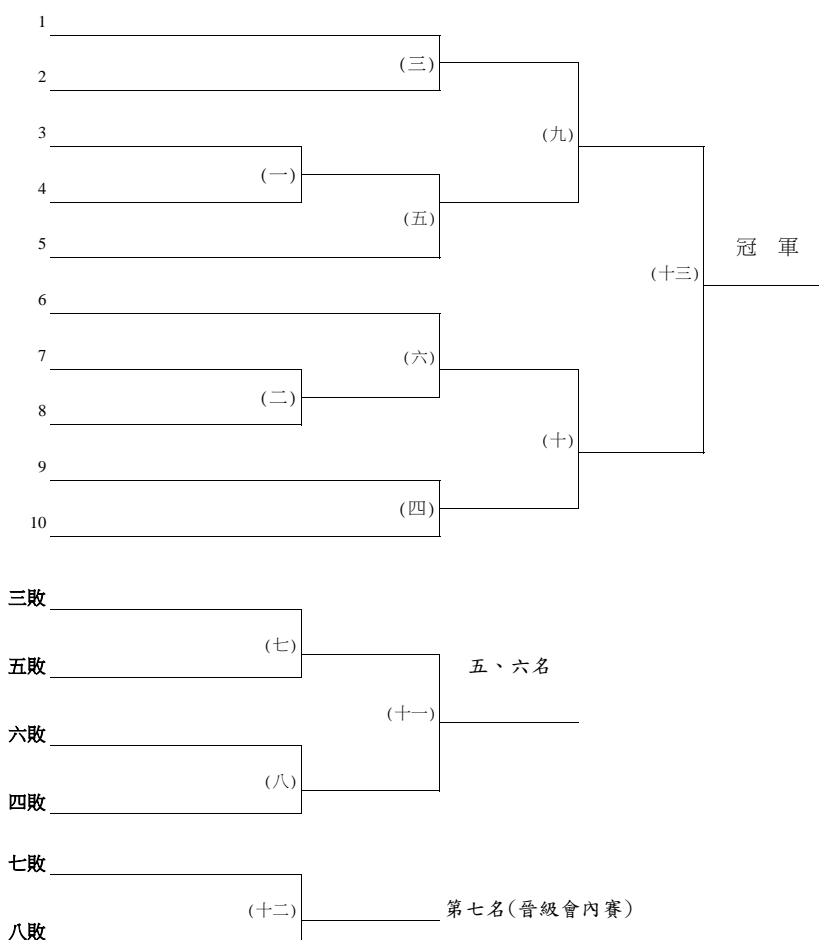 1
(三)
2
(九)
3
(一)
4
(五)
5
冠 軍
(十三)
6
(六)
7
(二)
8
(十)
9
(四)
10
三敗
(七)
五敗
五、六名
(十一)
六敗
(八)
四敗
七敗
(十二)
第七名(晉級會內賽)
八敗